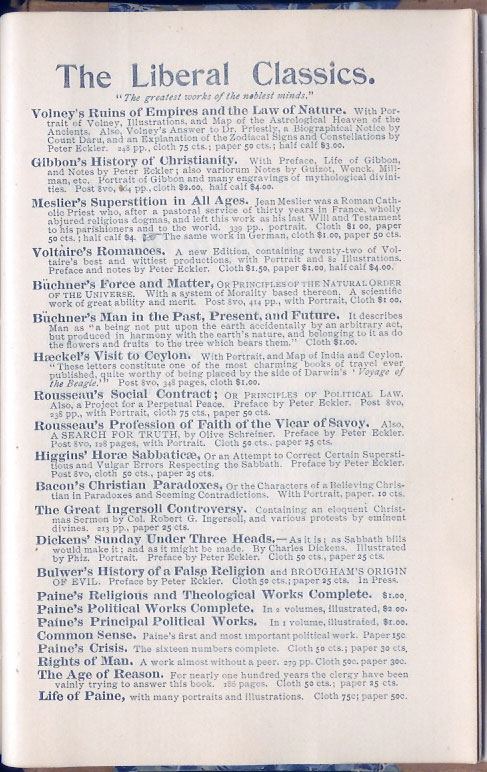 The Liberal Classics.
"The greatest works of the noblest minds."
Volney's Ruins of Empires and the Law of Nature. With Por-
trait of Volney, Illustrations, and Map of the Astrological Heaven of the
Ancients. Also, Volney's Answer to Dr. Priestly, a Biographical Notice by
Count Daru, and an Explanation of the Zodiacal Signs and Constellations by
Peter Eckler. 248 pp., cloth 75 cts.; paper 50 cts.; half calf $3.00.
Gibbon's History of Christianity. With Preface, Life of Gibbon,
and Notes by Peter Eckler; also variorum Notes by Guizot, Wenck, Mil-
man, etc. Portrait of Gibbon and many engravings of mythological divini-
ties. Post 8vo, pp., cloth $2.00, half calf $4.00.
Meslier's Superstition in All Ages. Jean Meslier was a Roman Cath-
olic Priest who, after a pastoral service of thirty years in France, wholly
abjured religious dogmas, and left this work as his last Will and Testament
to his parishioners and to the world. 339 pp., portrait. Cloth $1.00, paper
50 cts.; half calf $4. ☞ The same work in German, cloth $1.00, paper 50 cts.
Voltaire's Romances. A new Edition, containing twenty-two of Vol-
taire's best and wittiest productions, with Portrait and 82 Illustrations.
Preface and notes by Peter Eckler. Cloth $1.50, paper $1.00, half calf $4.00.
Büchner's Force and Matter, OR PRINCIPLES OF THE NATURAL ORDER
OF THE UNIVERSE. With a system of Morality based thereon. A scientific
work of great ability and merit. Post 8vo, 414 pp., with Portrait, Cloth $1 00.
Büchner's Man in the Past, Present, and Future. It describes
Man as "a being not put upon the earth accidentally by an arbitrary act,
but produced in harmony with the earth's nature, and belonging to it as do
the flowers and fruits to the tree which bears them." Cloth $1.00.
Hæckel's Visit to Ceylon. With Portrait, and Map of India and Ceylon.
"These letters constitute one of the most charming books of travel ever
published, quite worthy of being placed by the side of Darwin's 'Voyage of
the Beagle.'" Post 8vo, 348 pages, cloth $1.00.
Rousseau's Social Contract; OR PRINCIPLES OF POLITICAL LAW.
Also, a Project for a Perpetual Peace. Preface by Peter Eckler. Post 8vo,
238 pp., with Portrait, cloth 75 cts., paper 50 cts.
Rousseau's Profession of Faith of the Vicar of Savoy. Also,
A SEARCH FOR TRUTH, by Olive Schreiner. Preface by Peter Eckler.
Post 8vo, 128 pages, with Portrait. Cloth 50 cts., paper 25 cts.
Higgins' Horæ Sabbaticæ, Or an Attempt to Correct Certain Supersti-
tious and Vulgar Errors Respecting the Sabbath. Preface by Peter Eckler.
Post 8vo, cloth 50 cts., paper 25 cts.
Bacon's Christian Paradoxes, Or the Characters of a Believing Chris-
tian in Paradoxes and Seeming Contradictions. With Portrait, paper. 10 cts.
The Great Ingersoll Controversy. Containing an eloquent Christ-
mas Sermon by Col. Robert G. Ingersoll, and various protests by eminent
divines. 213 pp., paper 25 cts.
Dickens' Sunday Under Three Heads.—As it is; as Sabbath bills
would make it; and as it might be made. By Charles Dickens. Illustrated
by Phiz. Portrait. Preface by Peter Eckler. Cloth 50 cts., paper 25 cts.
Bulwer's History of a False Religion and BROUGHAM'S ORIGIN
OF EVIL. Preface by Peter Eckler. Cloth 50 cts.; paper 25 cts. In Press.
Paine's Religious and Theological Works Complete. $1.00.
Paine's Political Works Complete. In 2 volumes, illustrated, $2 00.
Paine's Principal Political Works. In 1 volume, illustrated, $1.00.
Common Sense. Paine's first and most important political work. Paper 15c
Paine's Crisis. The sixteen numbers complete. Cloth 50 cts.; paper 30 cts.
Rights of Man. A work almost without a peer. 279 pp. Cloth 50c. paper 30c.
The Age of Reason. For nearly one hundred years the clergy have been
vainly trying to answer this book. 186 pages. Cloth 50 cts.; paper 25 cts.
Life of Paine, with many portraits and illustrations. Cloth 75c; paper 50c.